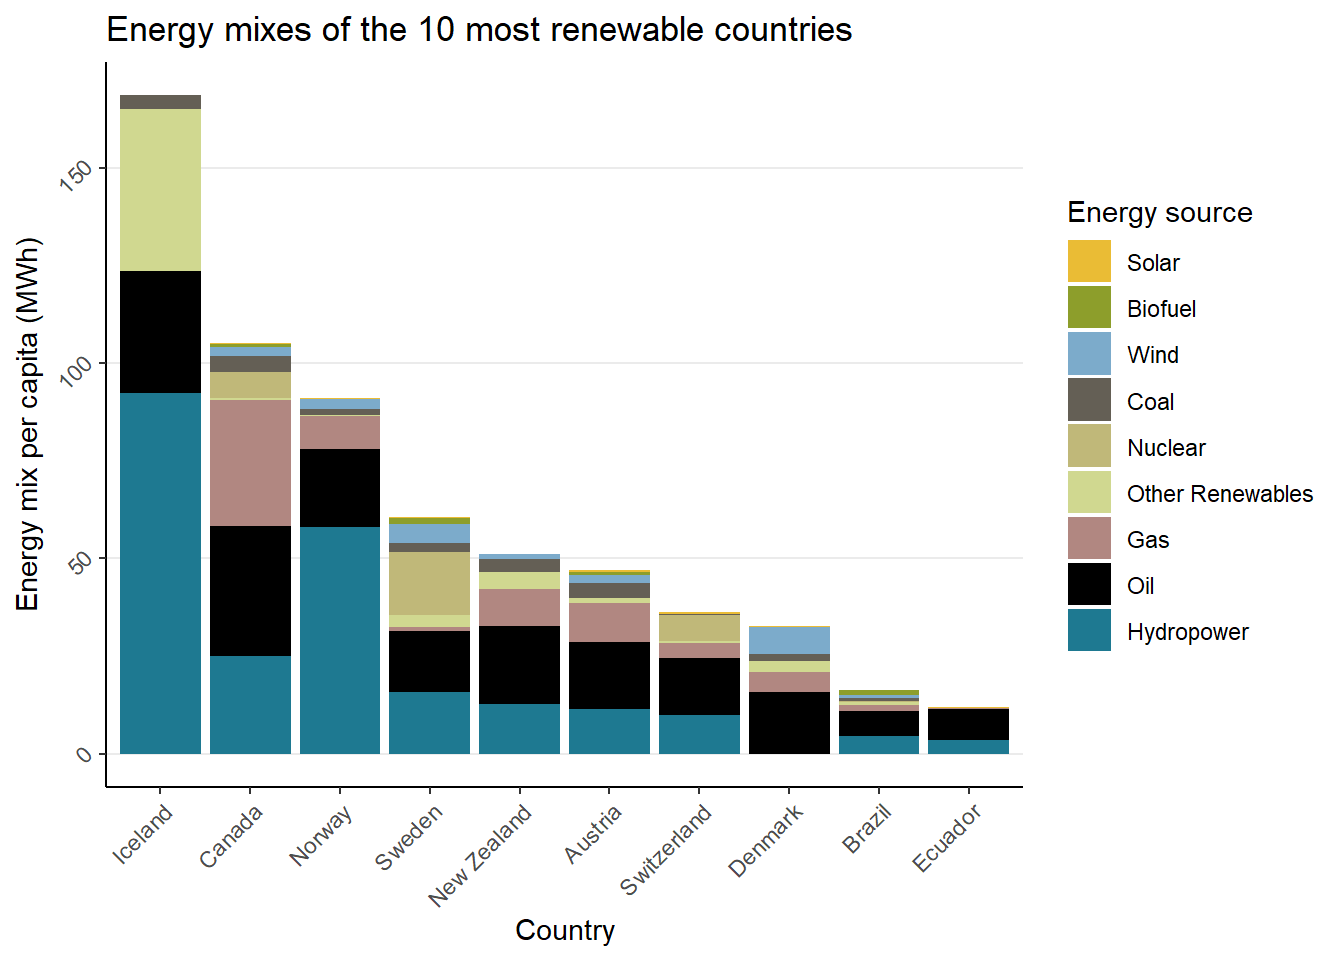 Energy mixes of the 10 most renewable countries
Energy mix per capita (MWh)
150
100
50
0
Iceland
Canada
Norway
Sweden
New Zealand
Austria
Switzerland
Denmark
Brazil
Ecuador
Country
Energy source
Solar
Biofuel
Wind
Coal
Nuclear
Other Renewables
Gas
Oil
Hydropower